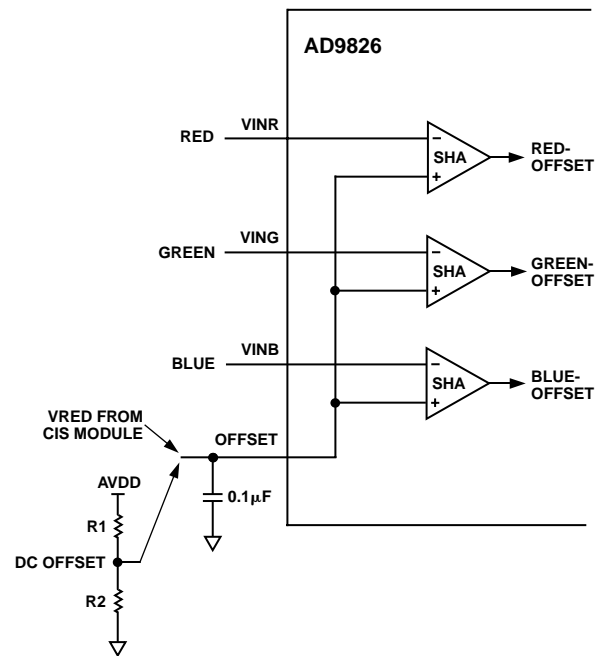 AD9826
VINR
RED
SHA
−
+
RED-
OFFSET
VING
GREEN
SHA
−
+
GREEN-
OFFSET
VINB
BLUE
SHA
−
+
BLUE-
OFFSET
VRED FROM
CIS MODULE
OFFSET
AVDD
0.1μF
R1
DC OFFSET
R2